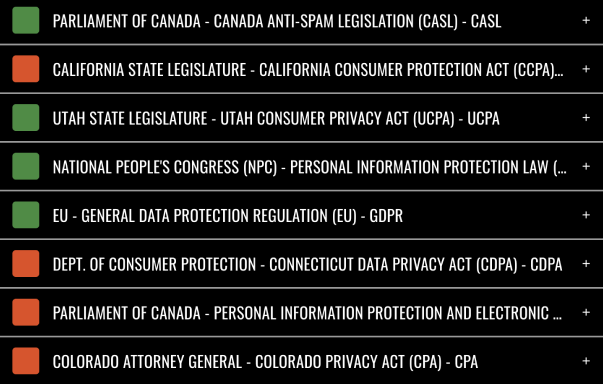 PARLIAMENT OF CANADA - CANADA ANTI-SPAM LEGISLATION (CASL) - CASL +
CALIFORNIA STATE LEGISLATURE - CALIFORNIA CONSUMER PROTECTION ACT (CCPA)... +
UTAH STATE LEGISLATURE - UTAH CONSUMER PRIVACY ACT (UCPA) - UCPA +
NATIONAL PEOPLE'S CONGRESS (NPC) - PERSONAL INFORMATION PROTECTION LAW (... +
EU - GENERAL DATA PROTECTION REGULATION (EU) - GDPR +
DEPT. OF CONSUMER PROTECTION - CONNECTICUT DATA PRIVACY ACT (CDPA) - CDPA +
PARLIAMENT OF CANADA - PERSONAL INFORMATION PROTECTION AND ELECTRONIC ... +
COLORADO ATTORNEY GENERAL - COLORADO PRIVACY ACT (CPA) - CPA +